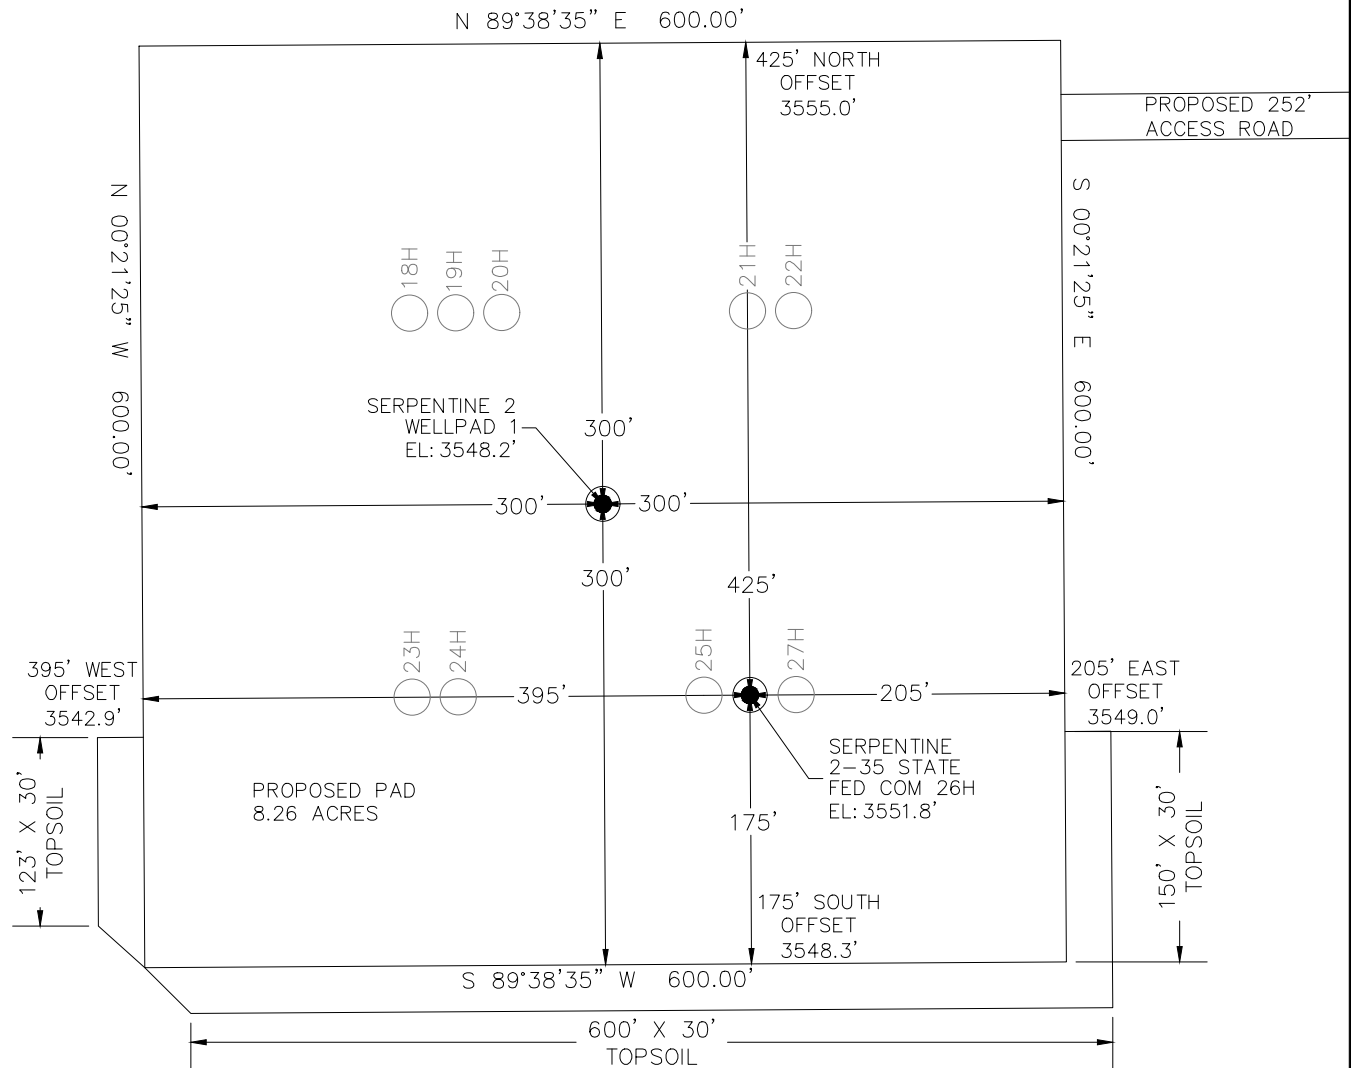 N 89°38'35" E 600.00'
425' NORTH
OFFSET
3555.0'
PROPOSED 252'
ACCESS ROAD
N 00°21'25" W 600.00'
S 00°21'25" E 600.00'
18H
19H
20H
21H
22H
SERPENTINE 2
WELLPAD 1
EL: 3548.2'
300'
300'
300'
300'
425'
23H
24H
25H
27H
395' WEST
OFFSET
3542.9'
395'
205'
205' EAST
OFFSET
3549.0'
SERPENTINE
2-35 STATE
FED COM 26H
EL: 3551.8'
PROPOSED PAD
8.26 ACRES
175'
123' X 30'
TOPSOIL
150' X 30'
TOPSOIL
175' SOUTH
OFFSET
3548.3'
S 89°38'35" W 600.00'
600' X 30'
TOPSOIL